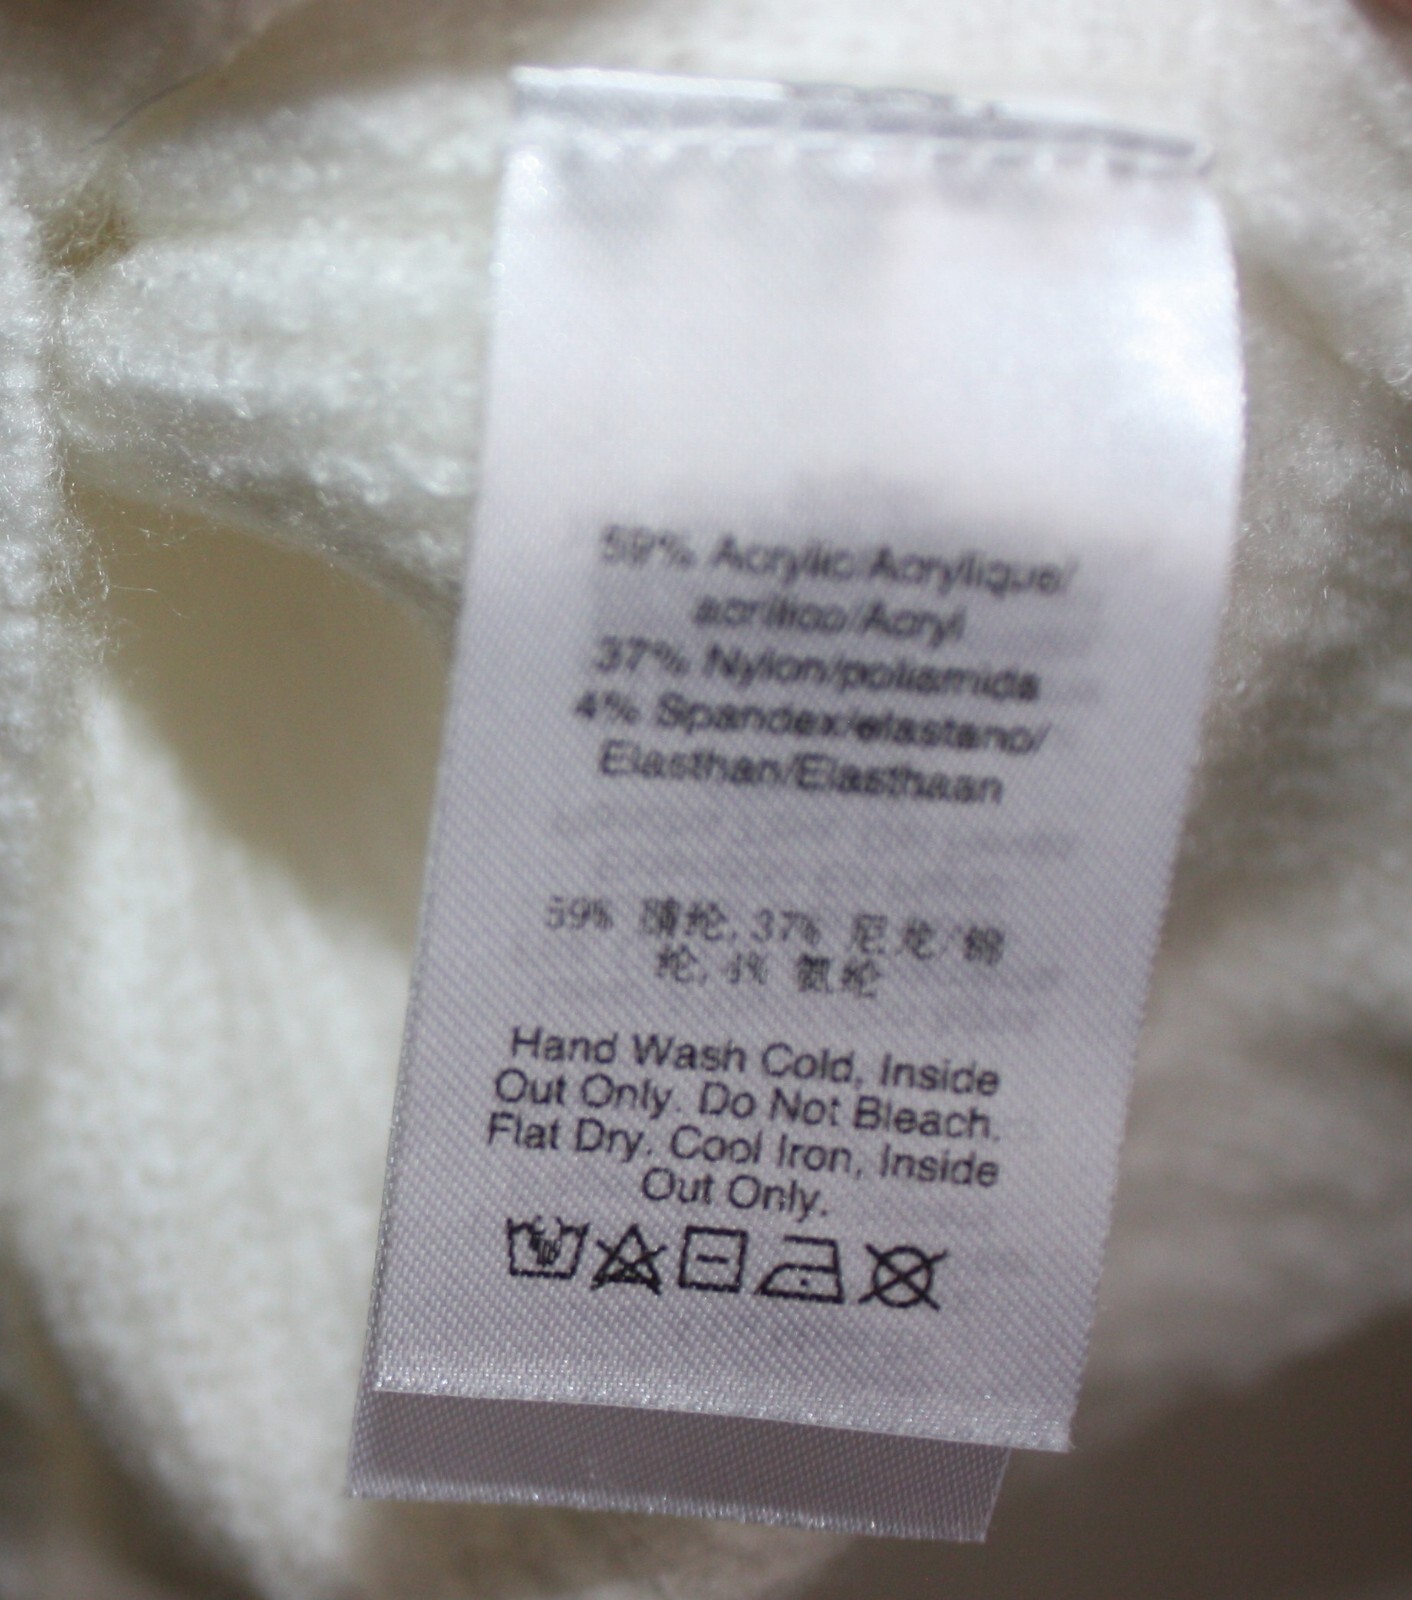 59% Acrylic/Acrylique/
acrilico/Acryl
37% Nylon/poliamida
4% Spandex/elastano/
Elasthan/Elasthaan
59% 腈纶, 37% 尼龙/锦
纶, 4% 氨纶
Hand Wash Cold, Inside
Out Only. Do Not Bleach.
Flat Dry. Cool Iron, Inside
Out Only.